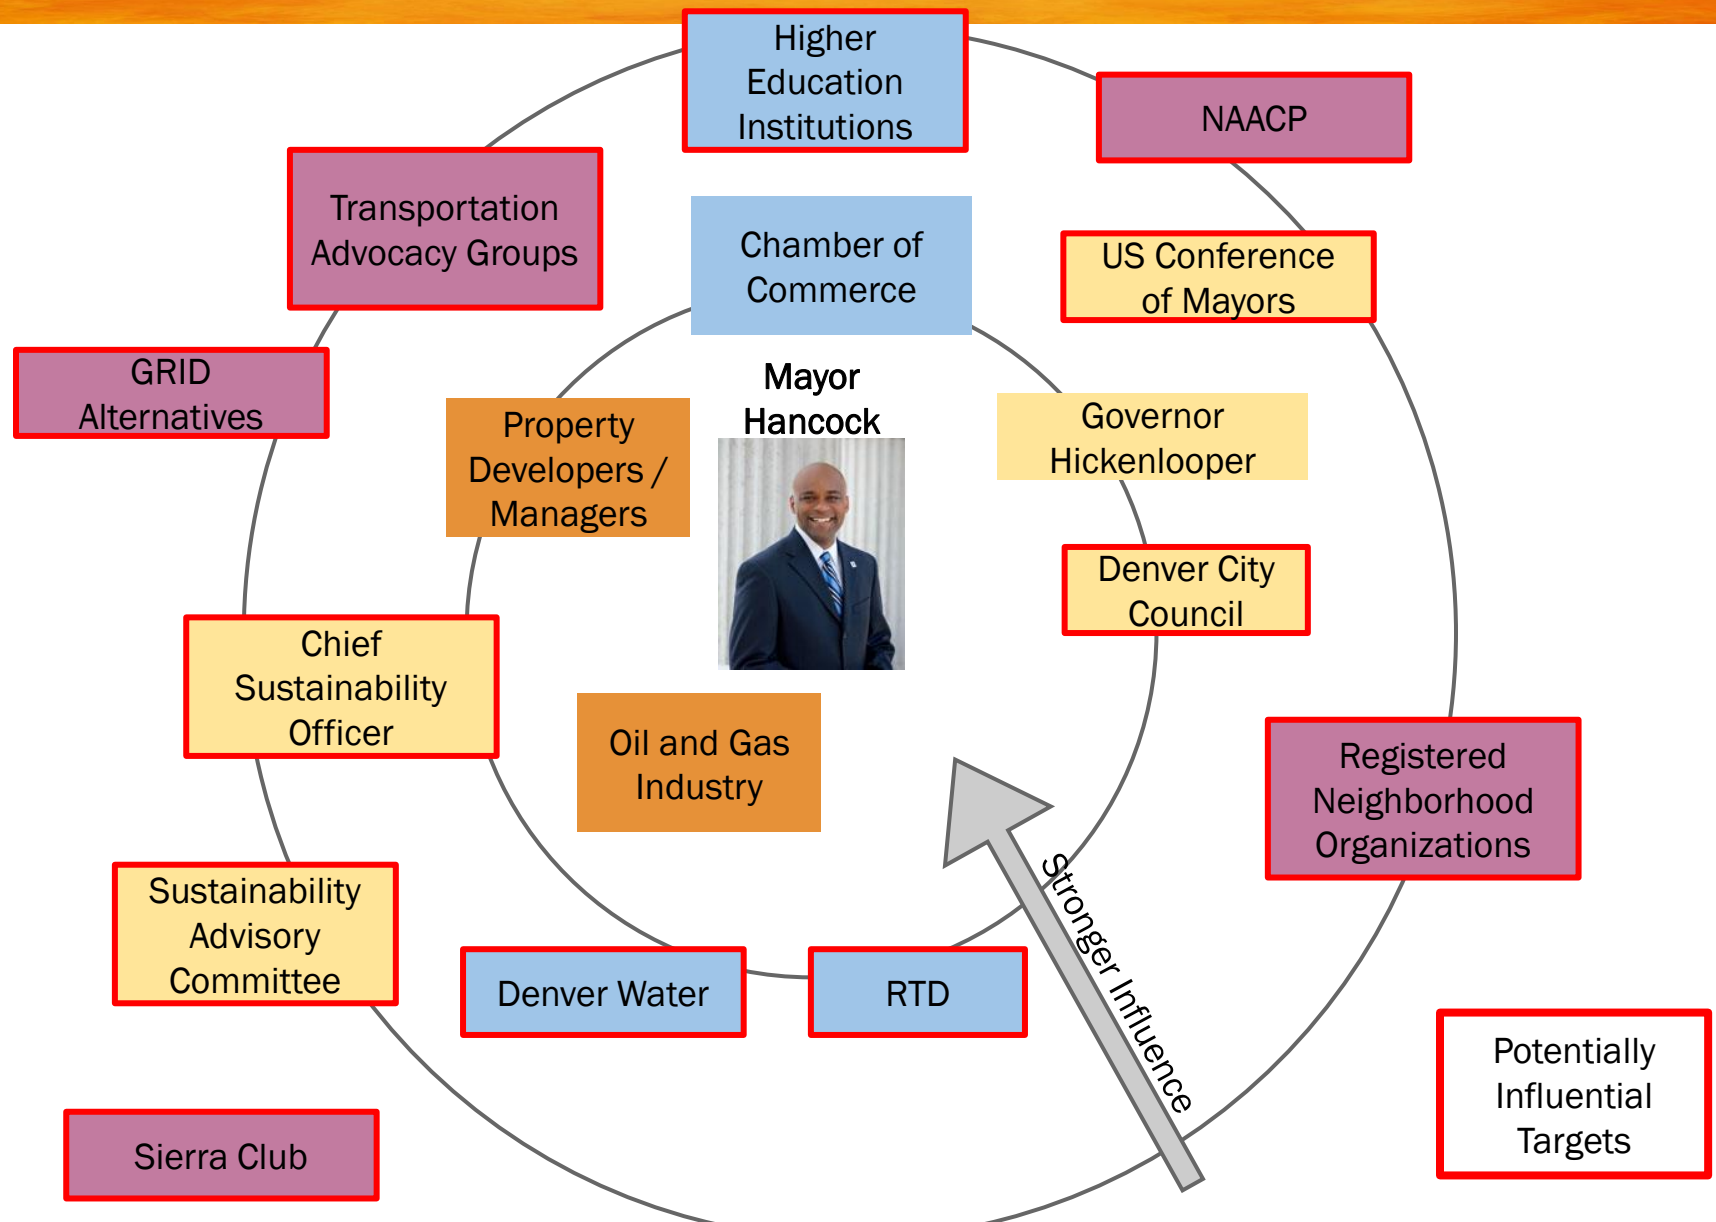 Higher
Education
Institutions
NAACP
Transportation
Advocacy Groups
Chamber of
Commerce
US Conference
of Mayors
GRID
Alternatives
Mayor
Hancock
Property
Developers /
Managers
Governor
Hickenlooper
Denver City
Council
Chief
Sustainability
Officer
Oil and Gas
Industry
Registered
Neighborhood
Organizations
Stronger Influence
Sustainability
Advisory
Committee
Denver Water
RTD
Potentially
Influential
Targets
Sierra Club